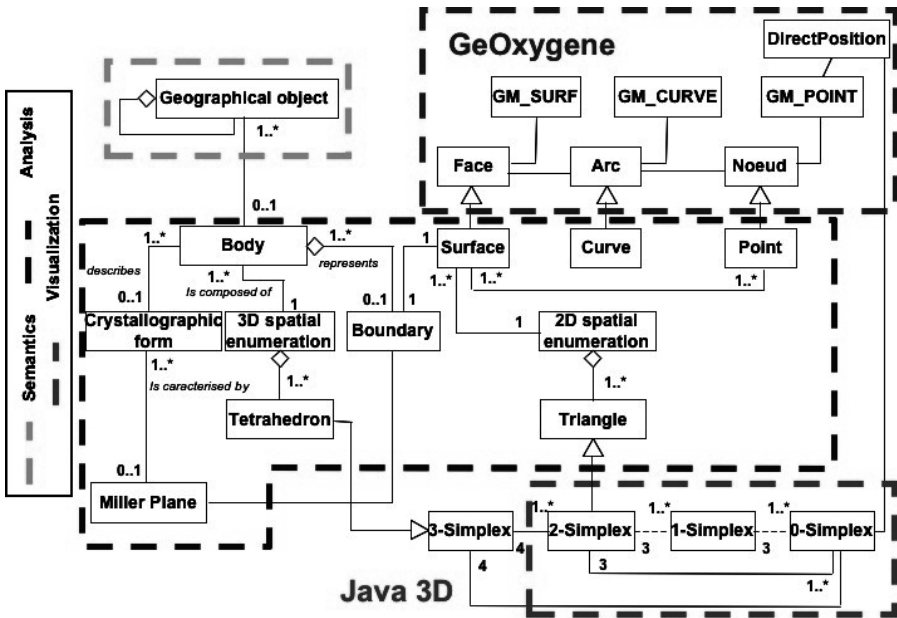 GeOxygene
DirectPosition
Geographical object
GM_SURF
GM_CURVE
GM_POINT
1..*
Face
Arc
Noeud
Analysis
Visualization
Semantics
0..1
1..*
Body
1..*
represents
1
Surface
Curve
Point
describes
1..*
Is composed of
1..*
1..*
1..*
0..1
1
0..1
1
Crystallographic
form
3D spatial
enumeration
Boundary
1
2D spatial
enumeration
1..*
Is caracterised by
1..*
1..*
Tetrahedron
Triangle
0..1
Miller Plane
1..*
1..*
1..*
3-Simplex
2-Simplex
1-Simplex
0-Simplex
4
3
3
4
3
1..*
Java 3D